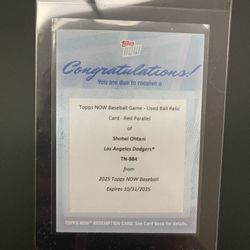 Topps
NOW
Congratulations!
You are due to receive a
Topps NOW Baseball Game - Used Ball Relic
Card - Red Parallel
of
Shohei Ohtani
Los Angeles Dodgers®
TN-884
from
2025 Topps NOW Baseball
Expires 10/31/2035
TOPPS NOW® REDEMPTION CARD. See Card Back for details.